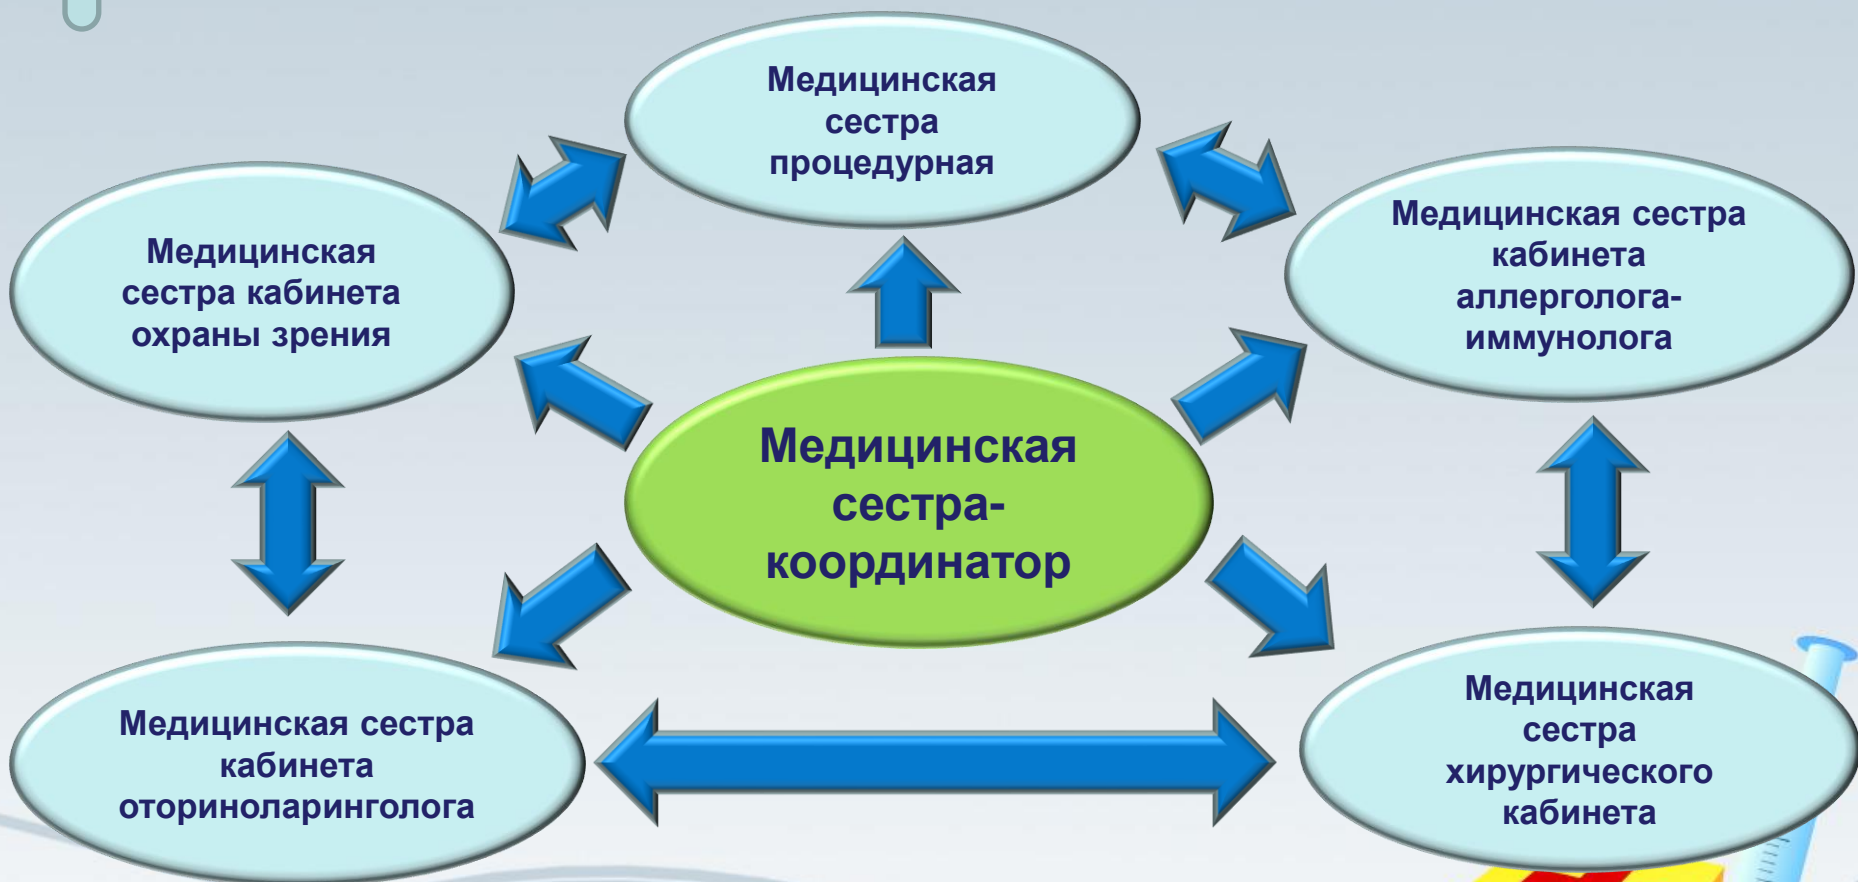 Медицинская
сестра
процедурная
Медицинская
сестра кабинета
охраны зрения
Медицинская сестра
кабинета
аллерголога-
иммунолога
Медицинская
сестра-
координатор
Медицинская сестра
кабинета
оториноларинголога
Медицинская
сестра
хирургического
кабинета